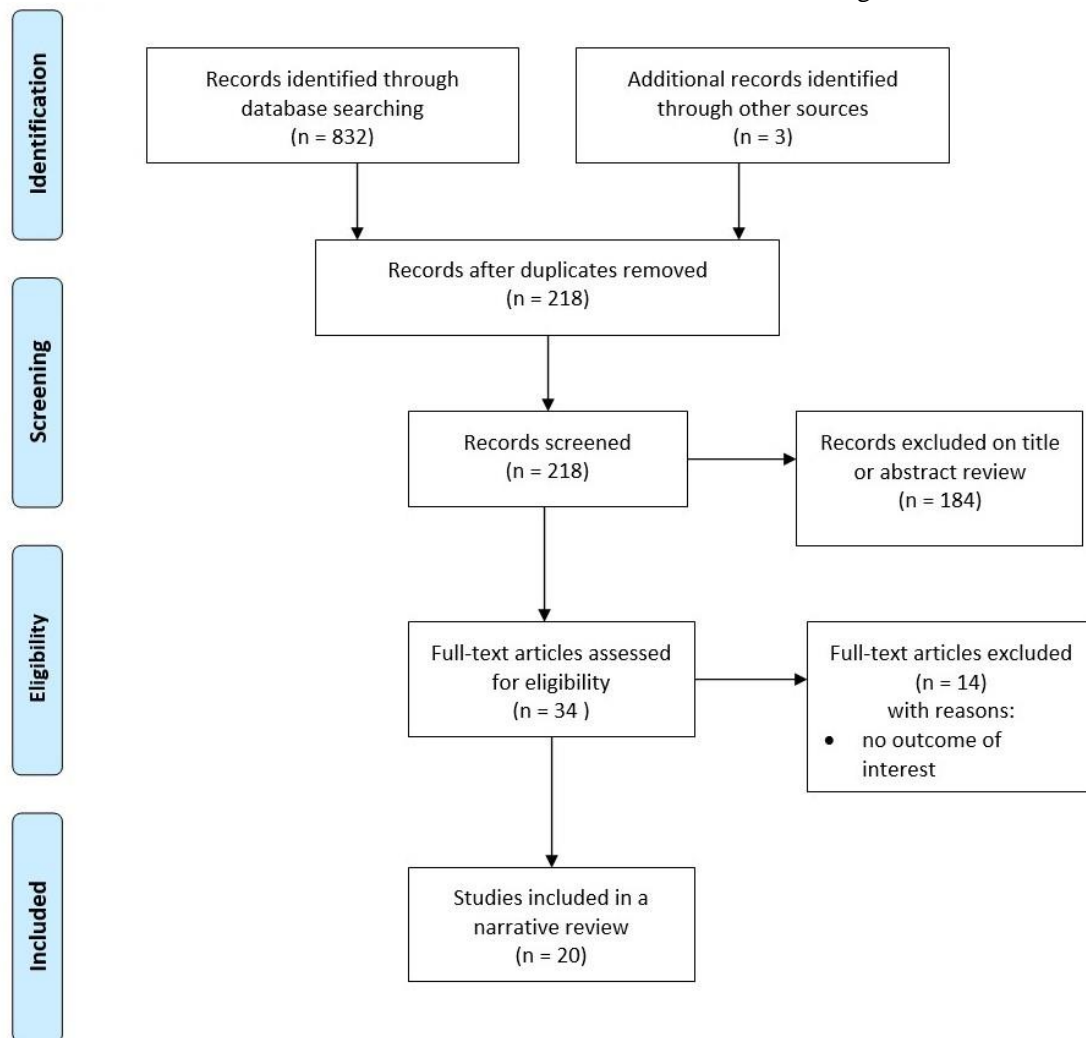 Identification
Records identified through
database searching
(n = 832)
Additional records identified
through other sources
(n = 3)
Records after duplicates removed
(n = 218)
Screening
Records screened
(n = 218)
Records excluded on title
or abstract review
(n = 184)
Eligibility
Full-text articles assessed
for eligibility
(n = 34 )
Full-text articles excluded
(n = 14)
with reasons:
• no outcome of
interest
Included
Studies included in a
narrative review
(n = 20)